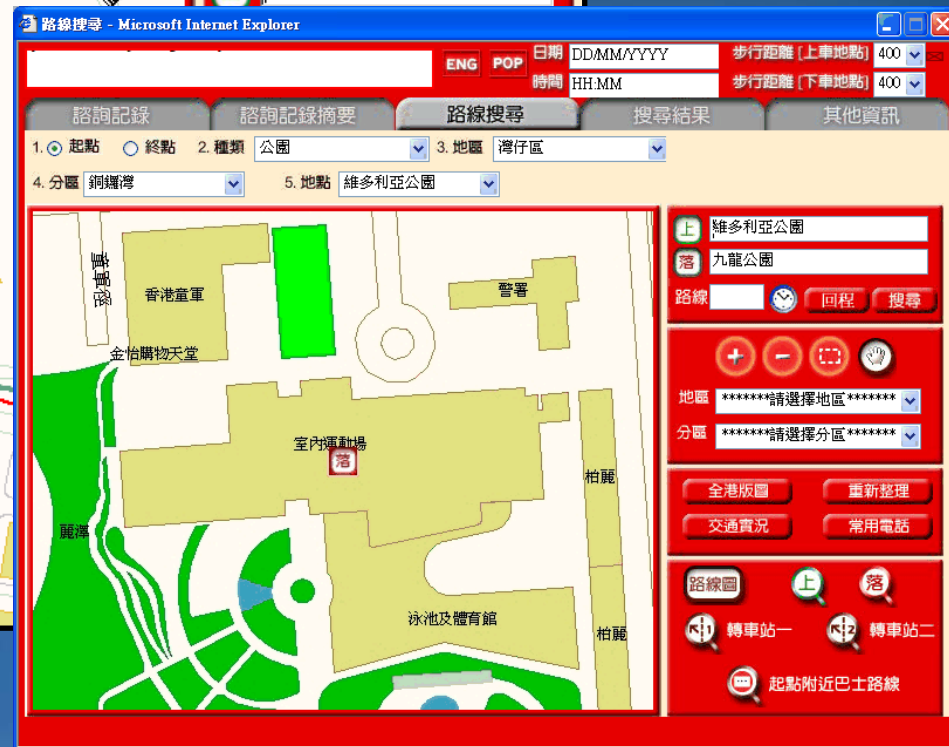 路線搜尋 - Microsoft Internet Explorer
ENG POP 日期 DD/MM/YYYY 步行距離 [上車地點] 400
時間 HH:MM 步行距離 [下車地點] 400
諮詢記錄 諮詢記錄摘要 路線搜尋 搜尋結果 其他資訊
1. 起點 終點 2. 種類 公園 3. 地區 灣仔區
4. 分區 銅鑼灣 5. 地點 維多利亞公園
上 維多利亞公園
落 九龍公園
路線 回程 搜尋
地區 *******請選擇地區*******
分區 *******請選擇分區*******
全港版圖 重新整理
交通實況 常用電話
路線圖 上 落
1 轉車站一 2 轉車站二
起點附近巴士路線
童軍徑
香港童軍
警署
金怡購物天堂
室內運動場
落
柏麗
麗澤
泳池及體育館
柏麗